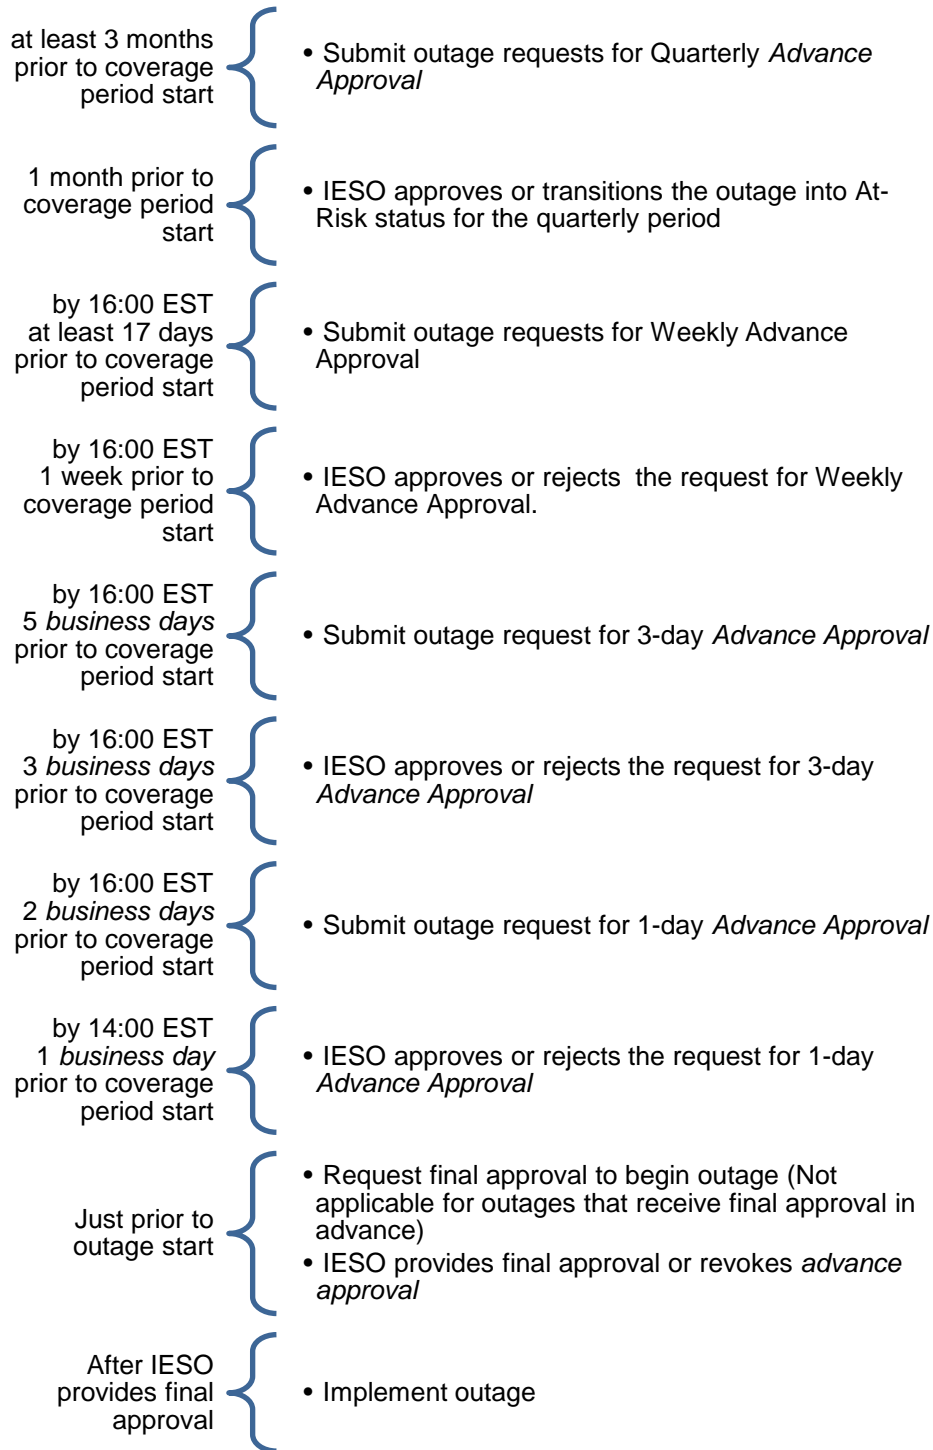 at least 3 months
prior to coverage
period start
• Submit outage requests for Quarterly Advance
Approval
1 month prior to
coverage period
start
• IESO approves or transitions the outage into At-
Risk status for the quarterly period
by 16:00 EST
at least 17 days
prior to coverage
period start
• Submit outage requests for Weekly Advance
Approval
by 16:00 EST
1 week prior to
coverage period
start
• IESO approves or rejects  the request for Weekly
Advance Approval.
by 16:00 EST
5 business days
prior to coverage
period start
• Submit outage request for 3-day Advance Approval
by 16:00 EST
3 business days
prior to coverage
period start
• IESO approves or rejects the request for 3-day
Advance Approval
by 16:00 EST
2 business days
prior to coverage
period start
• Submit outage request for 1-day Advance Approval
by 14:00 EST
1 business day
prior to coverage
period start
• IESO approves or rejects the request for 1-day
Advance Approval
Just prior to
outage start
• Request final approval to begin outage (Not
applicable for outages that receive final approval in
advance)
• IESO provides final approval or revokes advance
approval
After IESO
provides final
approval
• Implement outage